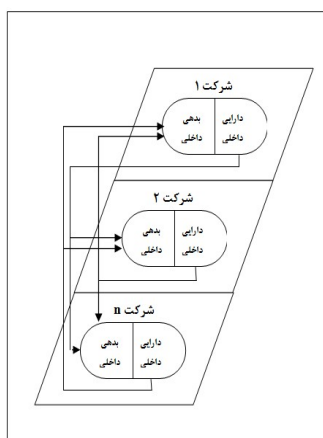 شرکت ۱
دارایی بدهی
داخلی داخلی
شرکت ۲
دارایی بدهی
داخلی داخلی
شرکت n
دارایی بدهی
داخلی داخلی